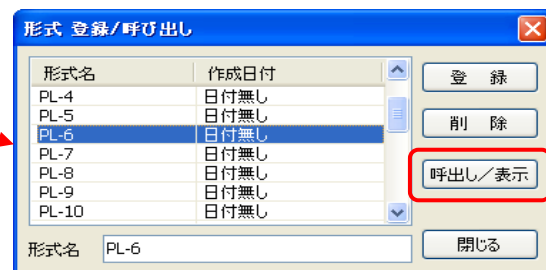 形式 登録/呼び出し
形式名 作成日付
PL-4 日付無し
PL-5 日付無し
PL-6 日付無し
PL-7 日付無し
PL-8 日付無し
PL-9 日付無し
PL-10 日付無し
登 録
削 除
呼出し／表示
形式名 PL-6
閉じる